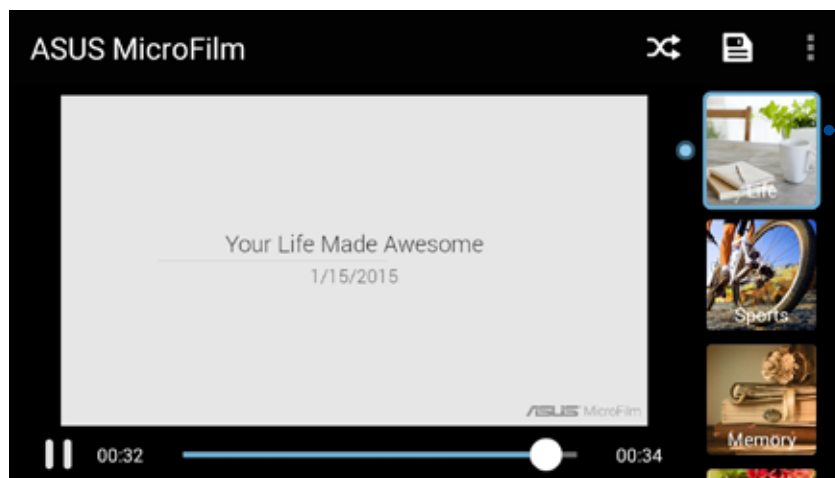 ASUS MicroFilm
Your Life Made Awesome
1/15/2015
ASUS MicroFilm
00:32
00:34
Life
Sports
Memory